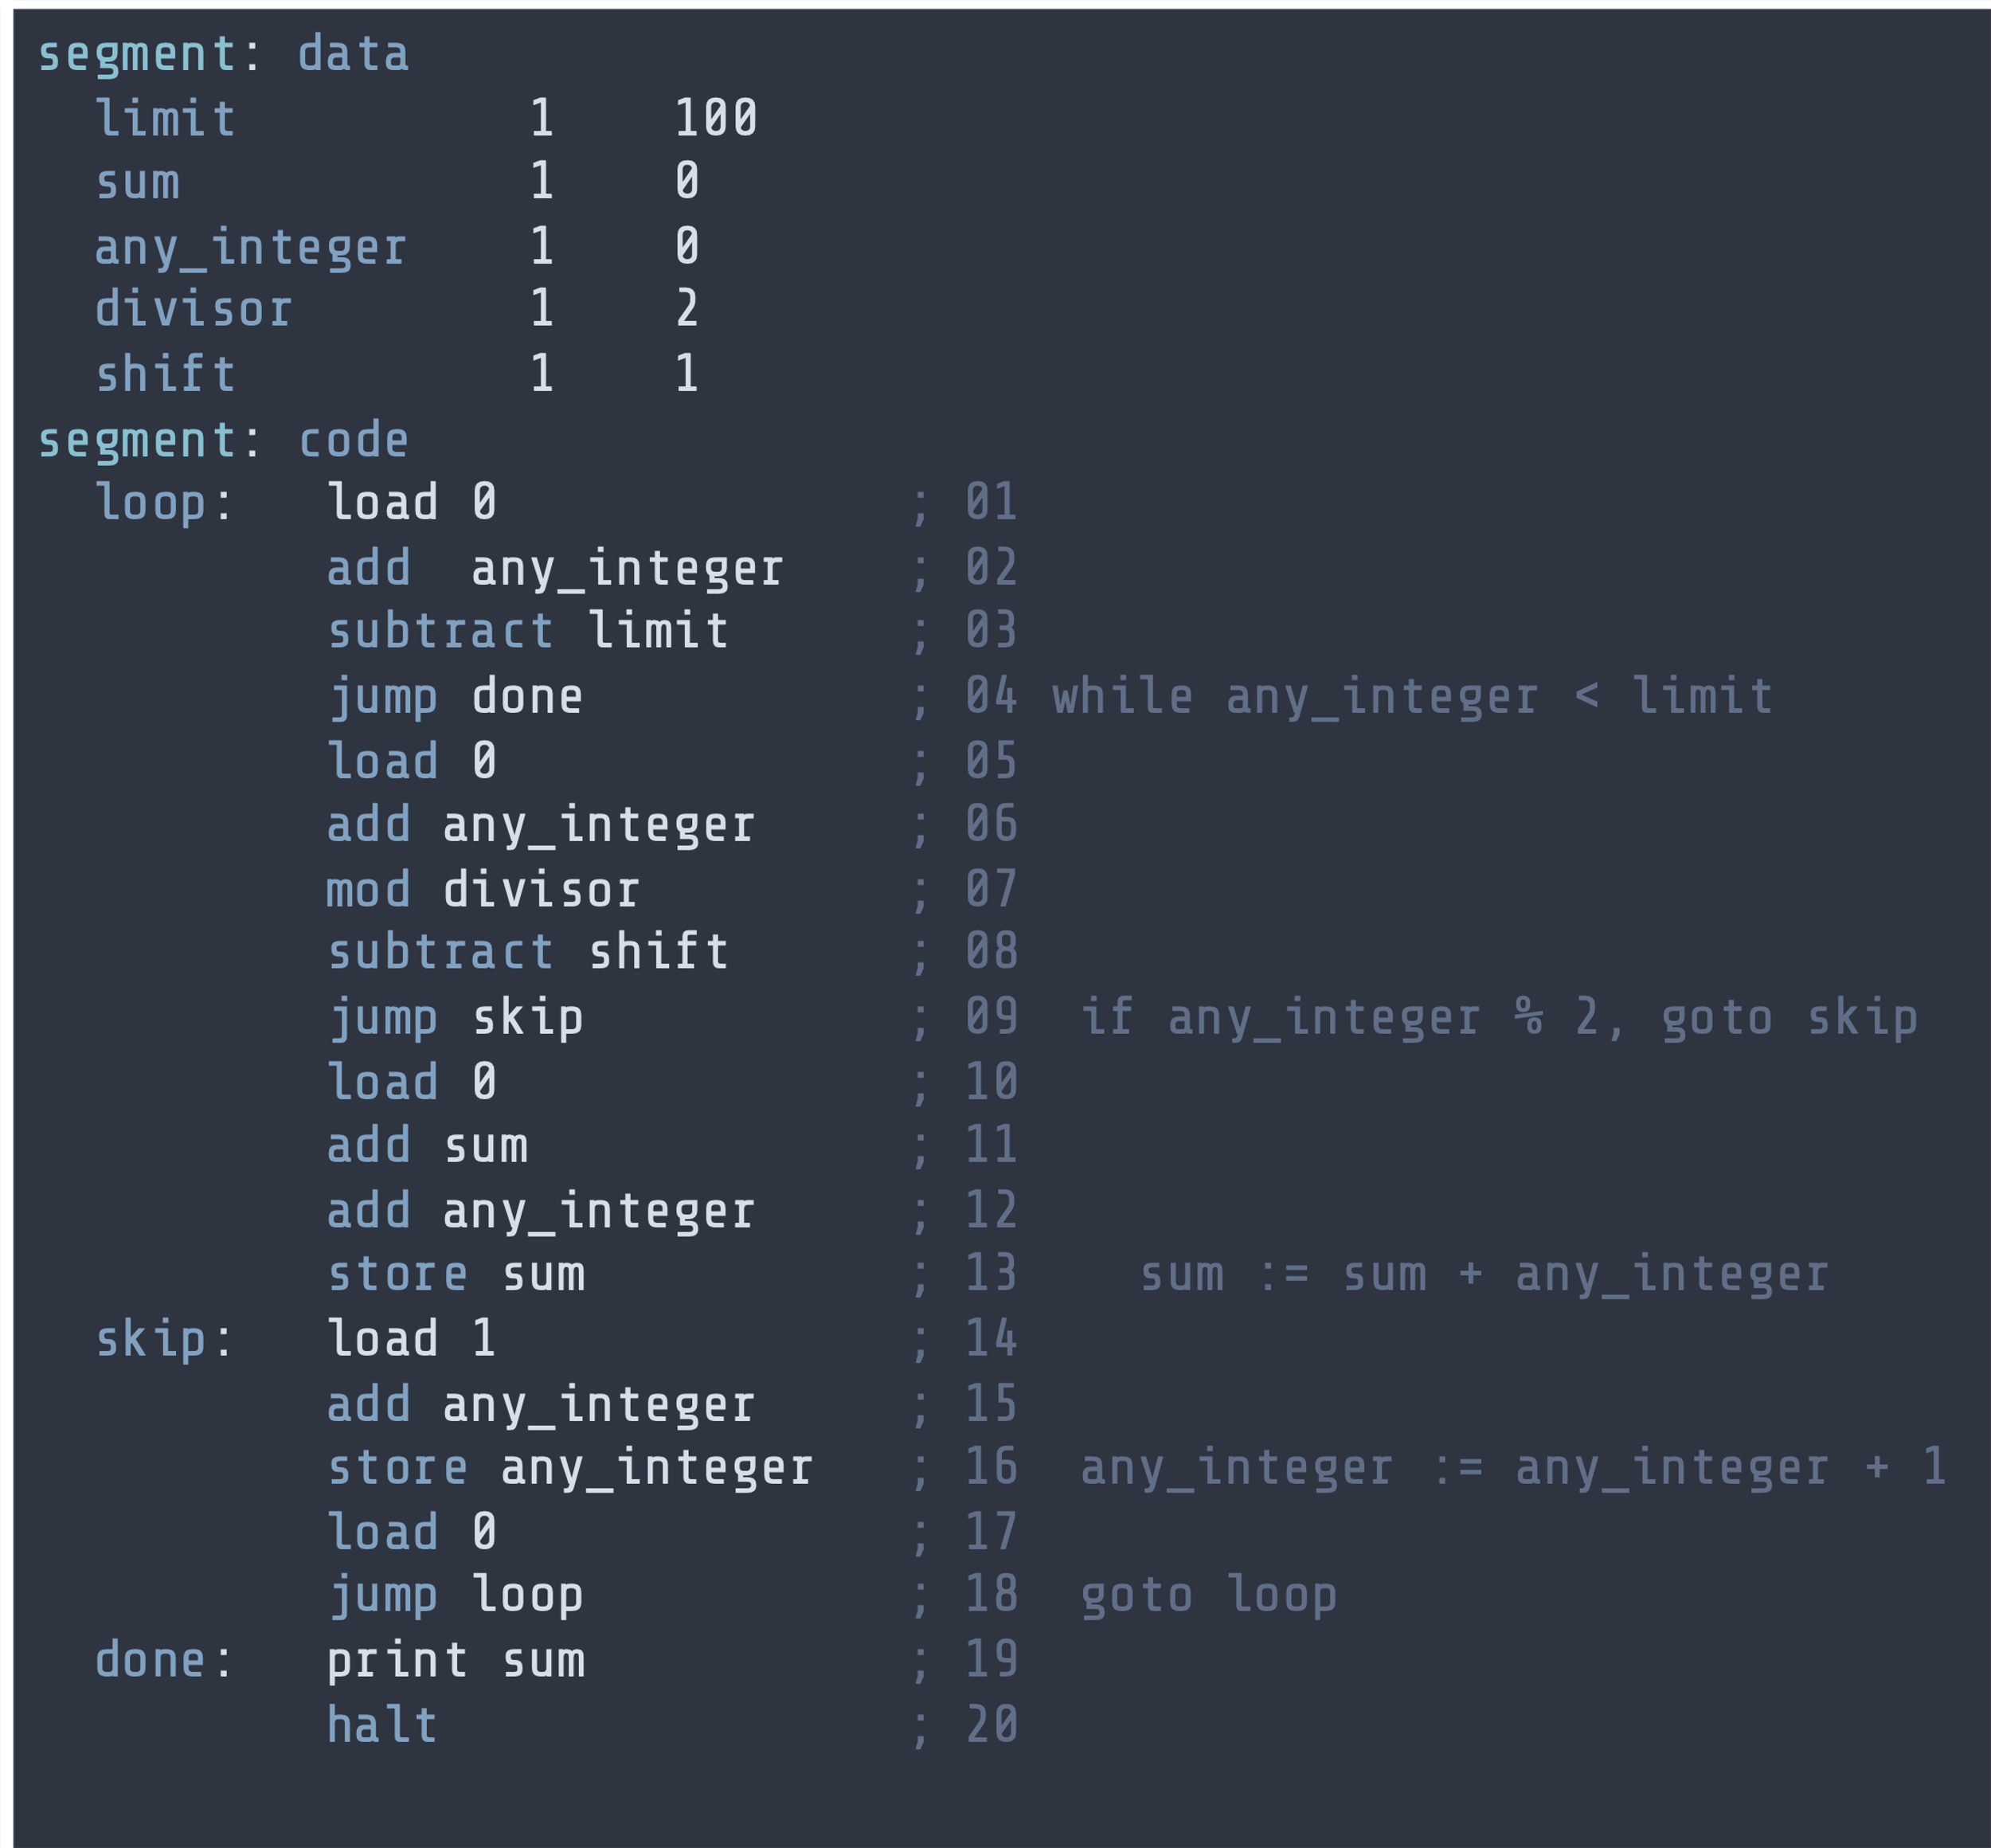 segment: data
limit 1 100
sum 1 0
any_integer 1 0
divisor 1 2
shift 1 1
segment: code
loop: load 0 ; 01
add any_integer ; 02
subtract limit ; 03
jump done ; 04 while any_integer < limit
load 0 ; 05
add any_integer ; 06
mod divisor ; 07
subtract shift ; 08
jump skip ; 09 if any_integer % 2, goto skip
load 0 ; 10
add sum ; 11
add any_integer ; 12
store sum ; 13 sum := sum + any_integer
skip: load 1 ; 14
add any_integer ; 15
store any_integer ; 16 any_integer := any_integer + 1
load 0 ; 17
jump loop ; 18 goto loop
done: print sum ; 19
halt ; 20